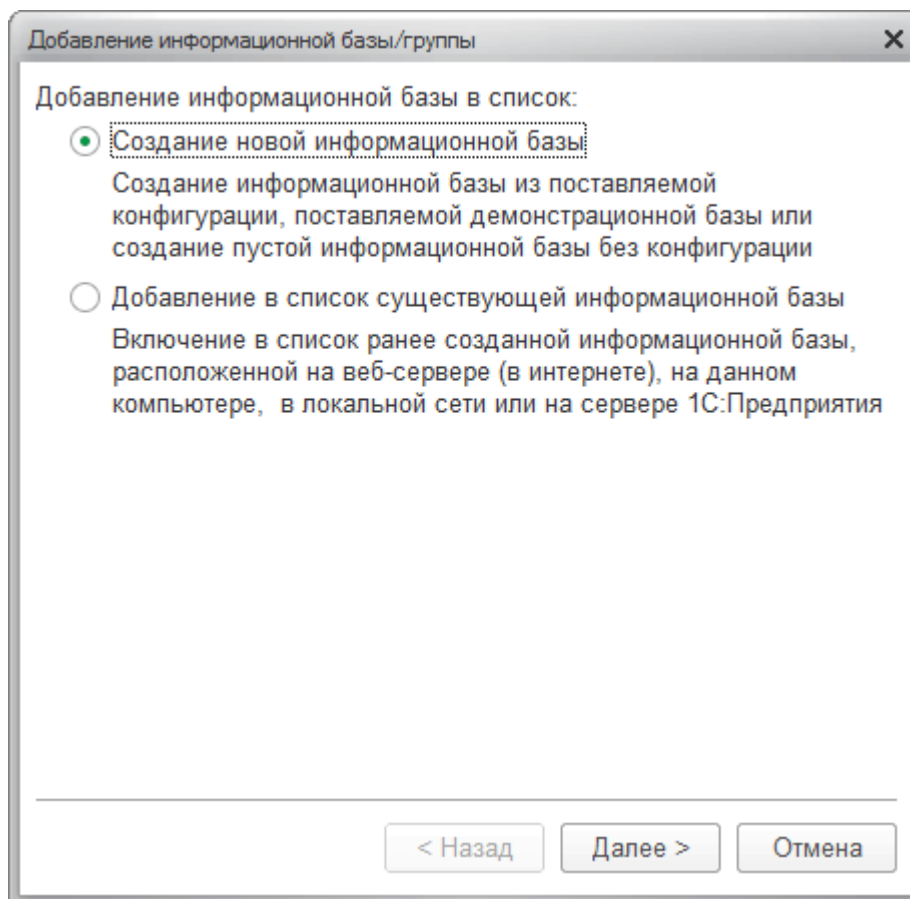 Добавление информационной базы/группы
Добавление информационной базы в список:
Создание новой информационной базы
Создание информационной базы из поставляемой
конфигурации, поставляемой демонстрационной базы или
создание пустой информационной базы без конфигурации
Добавление в список существующей информационной базы
Включение в список ранее созданной информационной базы,
расположенной на веб-сервере (в интернете), на данном
компьютере,  в локальной сети или на сервере 1С:Предприятия
< Назад
Далее >
Отмена